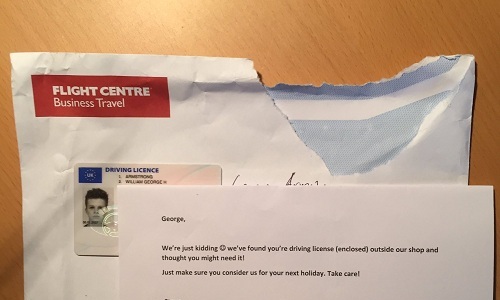 FLIGHT CENTRE
Business Travel
UK
DRIVING LICENCE
1. ARMSTRONG
2. WILLIAM GEORGE H
George,
We're just kidding ☺ we've found you're driving license (enclosed) outside our shop and
thought you might need it!
Just make sure you consider us for your next holiday. Take care!